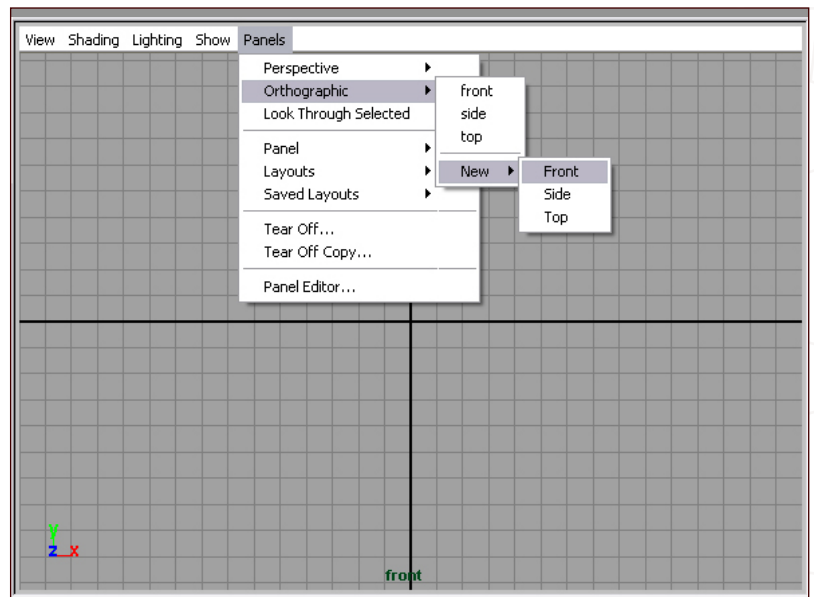 View Shading Lighting Show Panels
Perspective
Orthographic
Look Through Selected
Panel
Layouts
Saved Layouts
Tear Off...
Tear Off Copy...
Panel Editor...
front
side
top
New
Front
Side
Top
y
z x
front